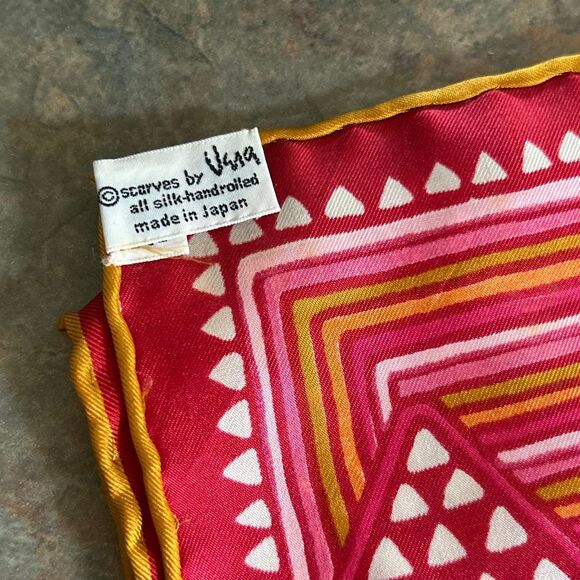 © scarves by Vera
all silk-handrolled
made in Japan